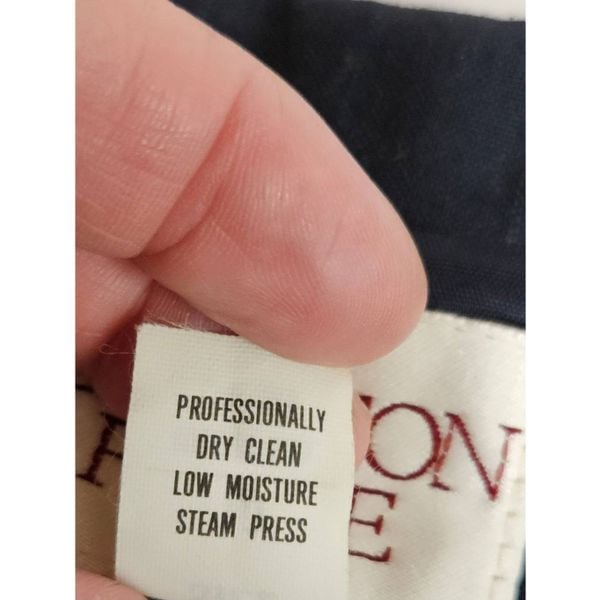 PROFESSIONALLY
DRY CLEAN
LOW MOISTURE
STEAM PRESS